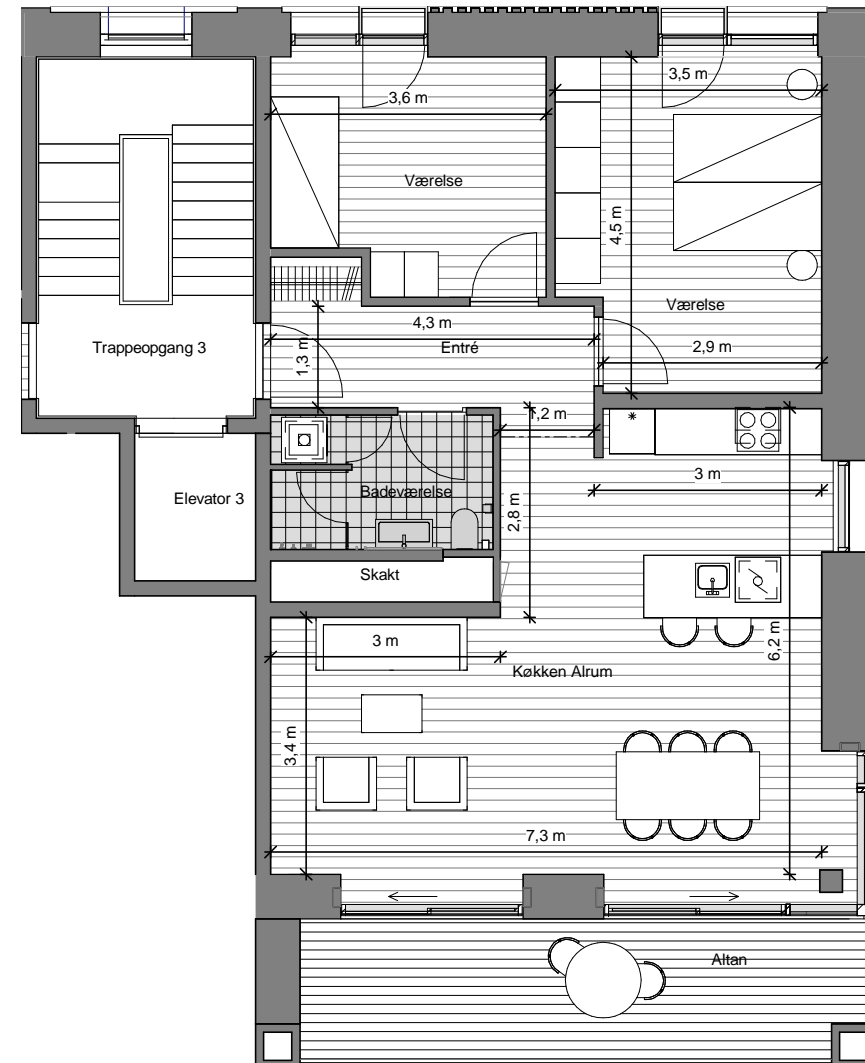 3,5 m
3,6 m
Værelse
4,5 m
Værelse
4,3 m
Trappeopgang 3
Entré
2,9 m
1,3 m
1,2 m
*
3 m
Elevator 3
Badeværelse
2,8 m
Skakt
3 m
6,2 m
Køkken Alrum
3,4 m
7,3 m
Altan